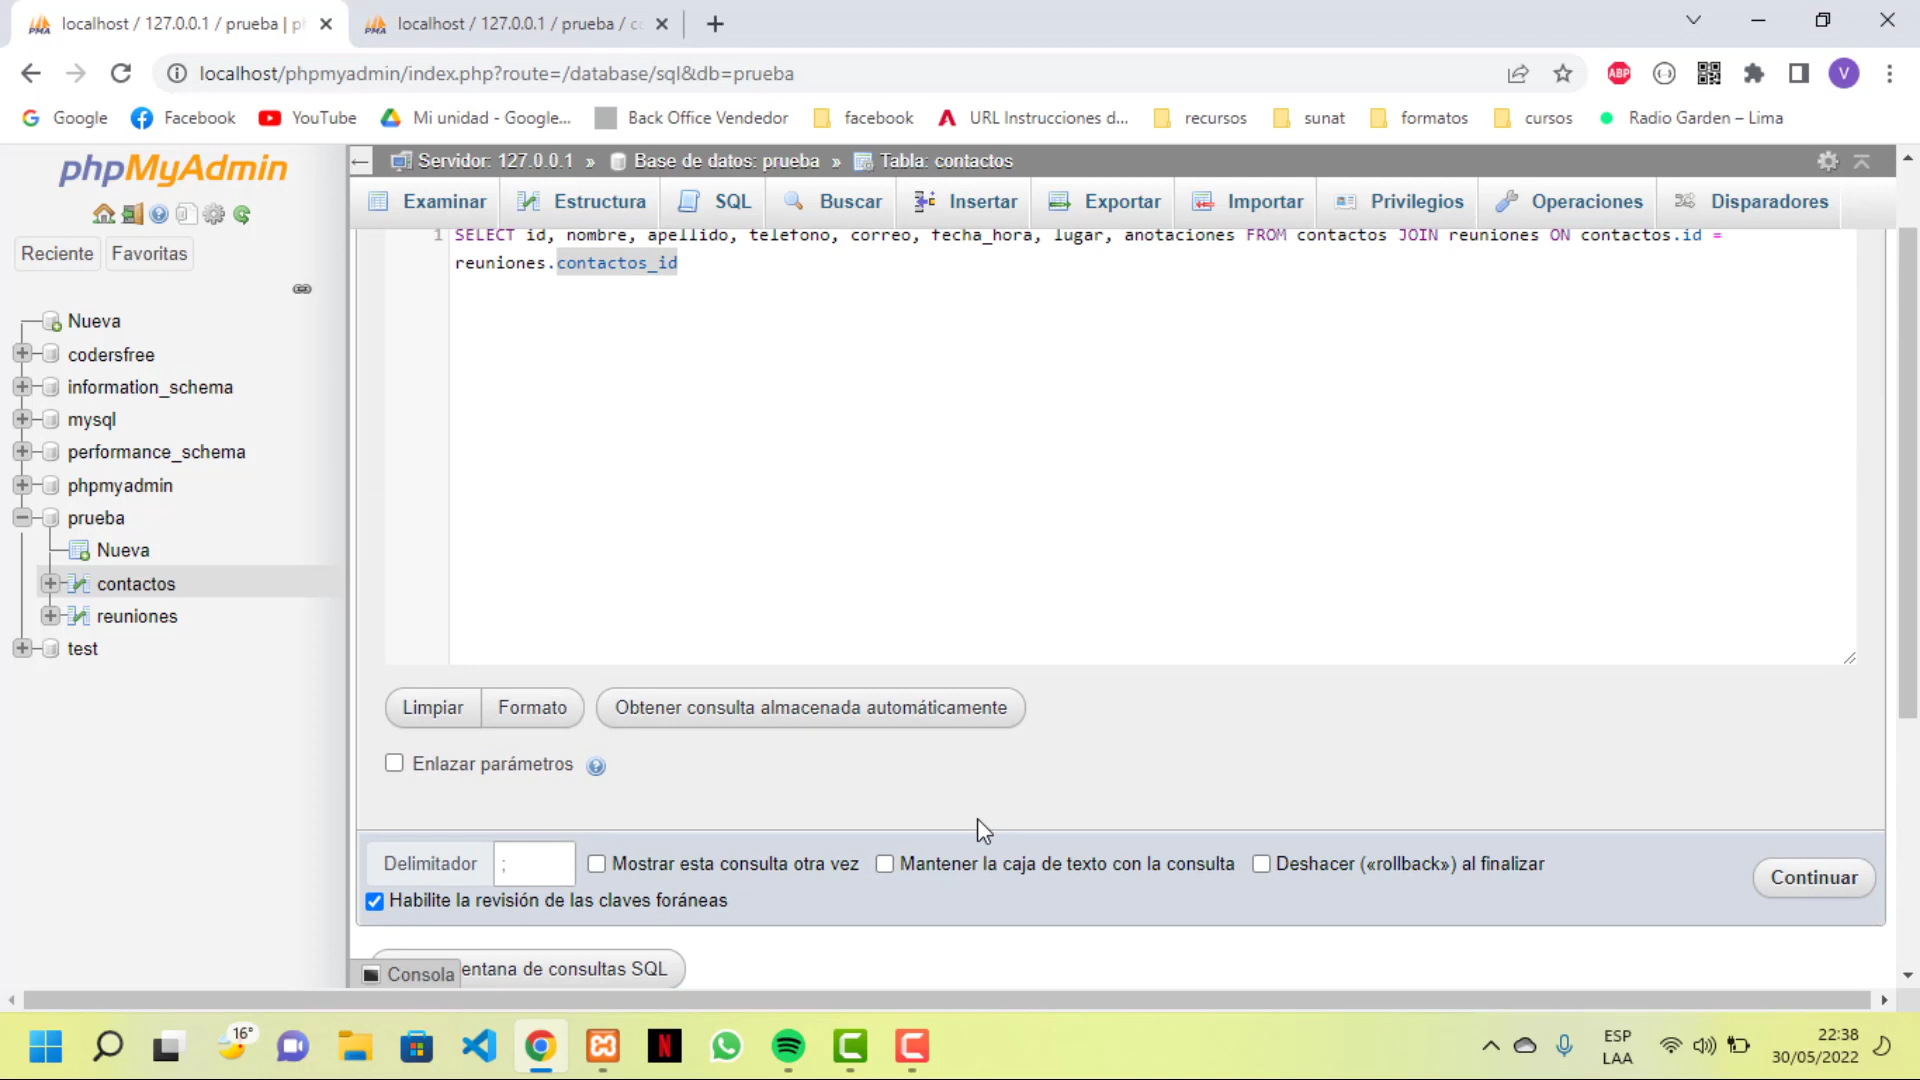 localhost / 127.0.0.1 / prueba | p
localhost / 127.0.0.1 / prueba / c
localhost/phpmyadmin/index.php?route=/database/sql&db=prueba
ABP
V
Google
Facebook
YouTube
Mi unidad - Google...
Back Office Vendedor
facebook
URL Instrucciones d...
recursos
sunat
formatos
cursos
Radio Garden – Lima
phpMyAdmin
Reciente
Favoritas
Nueva
codersfree
information_schema
mysql
performance_schema
phpmyadmin
prueba
Nueva
contactos
reuniones
test
Servidor: 127.0.0.1 » Base de datos: prueba » Tabla: contactos
Examinar
Estructura
SQL
Buscar
Insertar
Exportar
Importar
Privilegios
Operaciones
Disparadores
1 SELECT id, nombre, apellido, telefono, correo, fecha_hora, lugar, anotaciones FROM contactos JOIN reuniones ON contactos.id =
reuniones.contactos_id
Limpiar
Formato
Obtener consulta almacenada automáticamente
Enlazar parámetros
Delimitador ;
Mostrar esta consulta otra vez
Mantener la caja de texto con la consulta
Deshacer («rollback») al finalizar
Continuar
Habilite la revisión de las claves foráneas
Consola
entana de consultas SQL
16°
ESP
LAA
22:38
30/05/2022